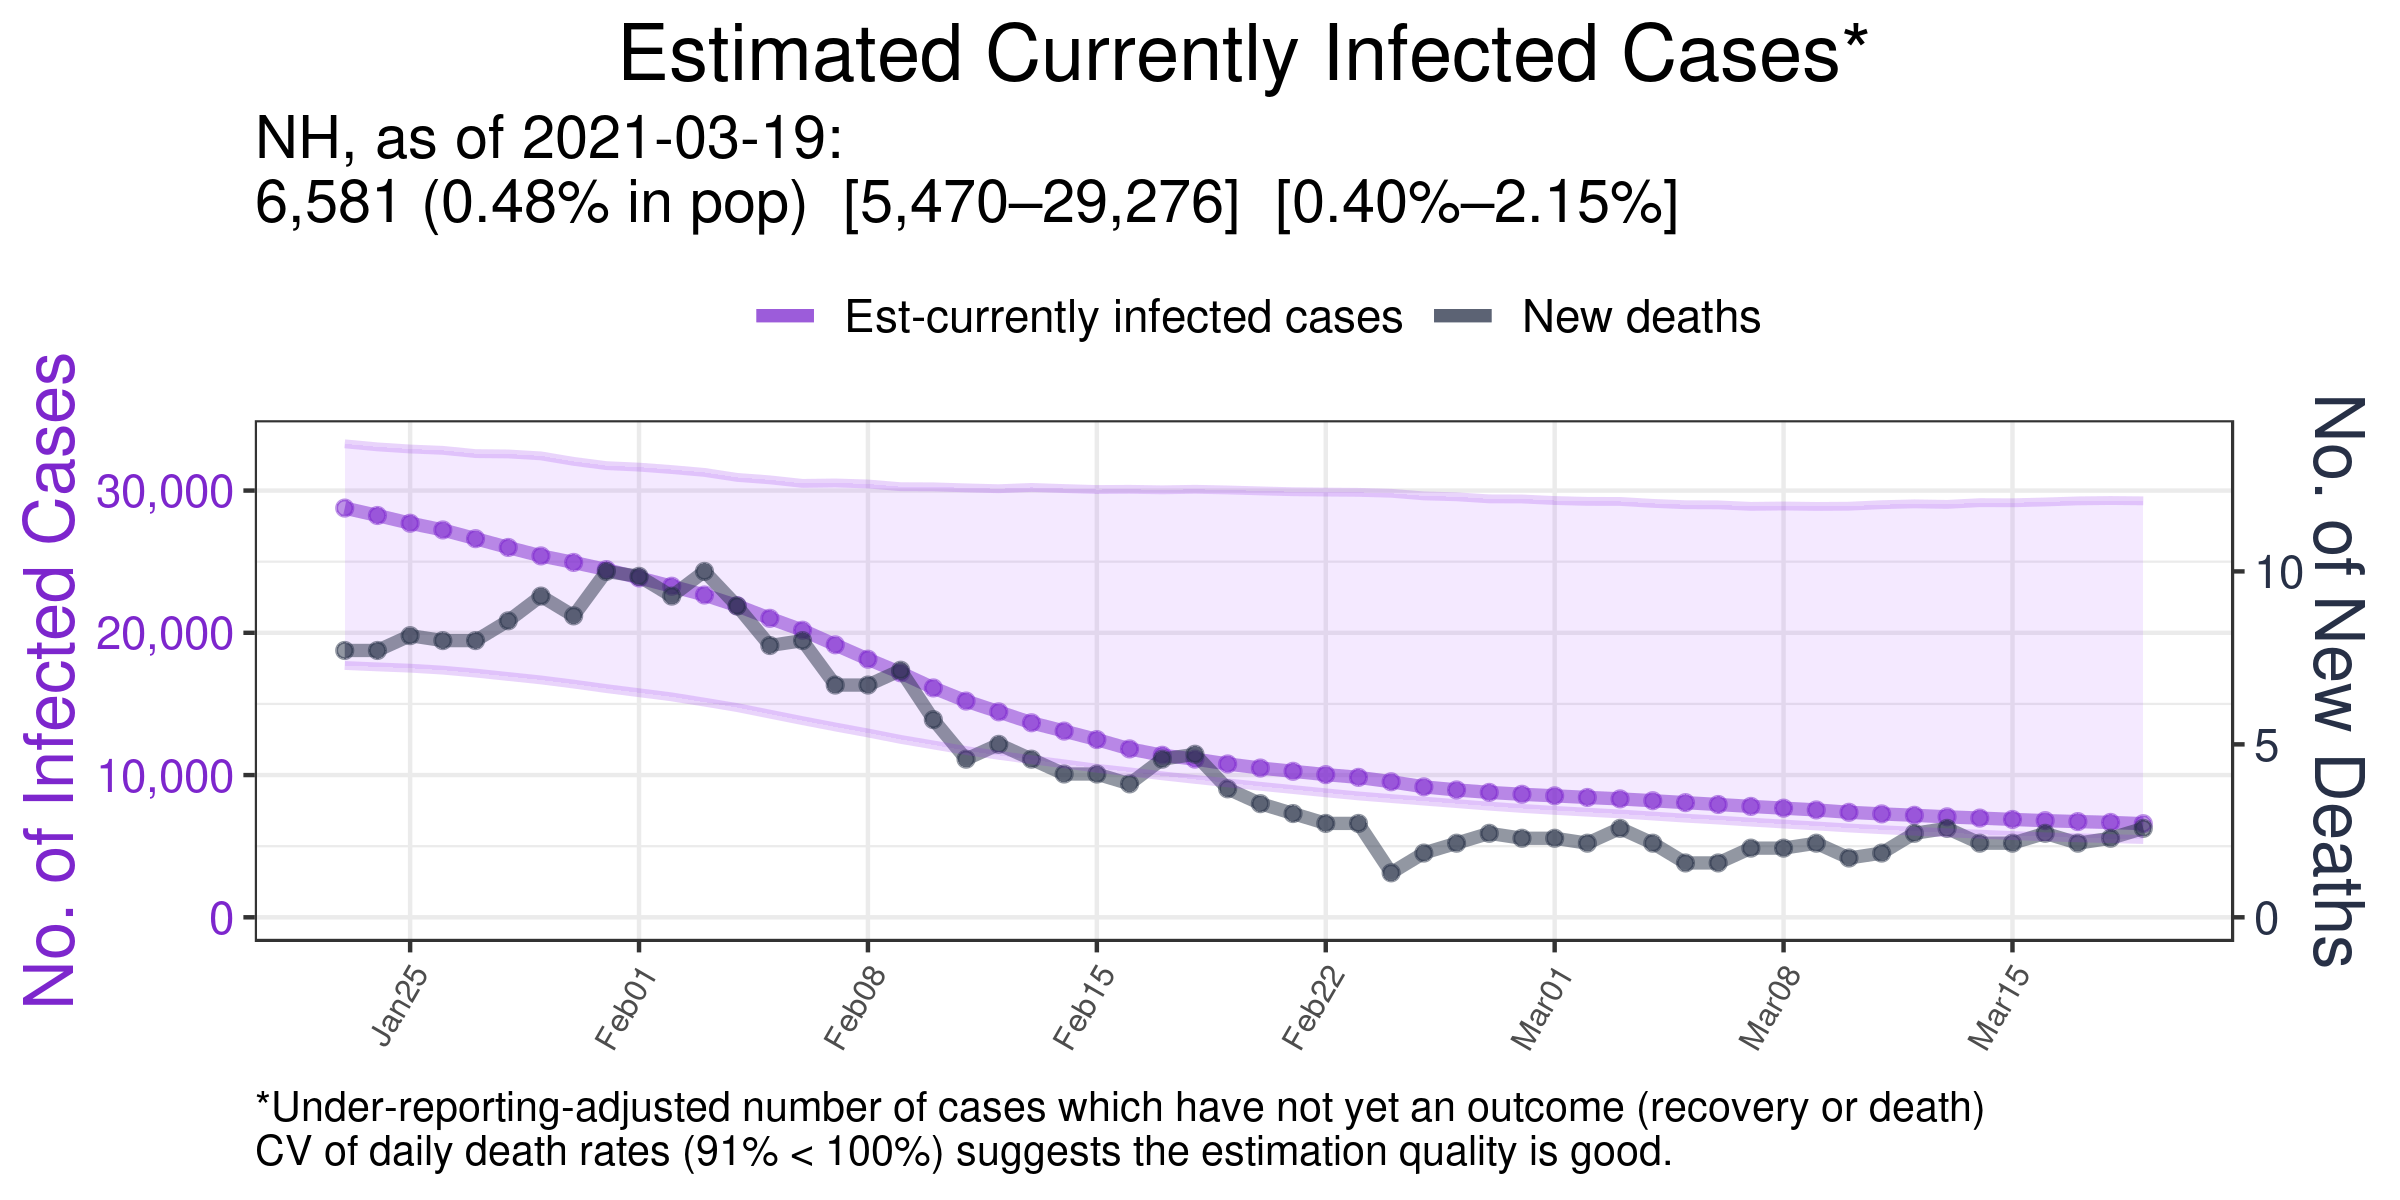 Estimated Currently Infected Cases*
NH, as of 2021-03-19:
6,581 (0.48% in pop)  [5,470–29,276]  [0.40%–2.15%]
Est-currently infected cases
New deaths
No. of Infected Cases
30,000
20,000
10,000
0
10
5
0
No. of New Deaths
Jan25
Feb01
Feb08
Feb15
Feb22
Mar01
Mar08
Mar15
*Under-reporting-adjusted number of cases which have not yet an outcome (recovery or death)
CV of daily death rates (91% < 100%) suggests the estimation quality is good.